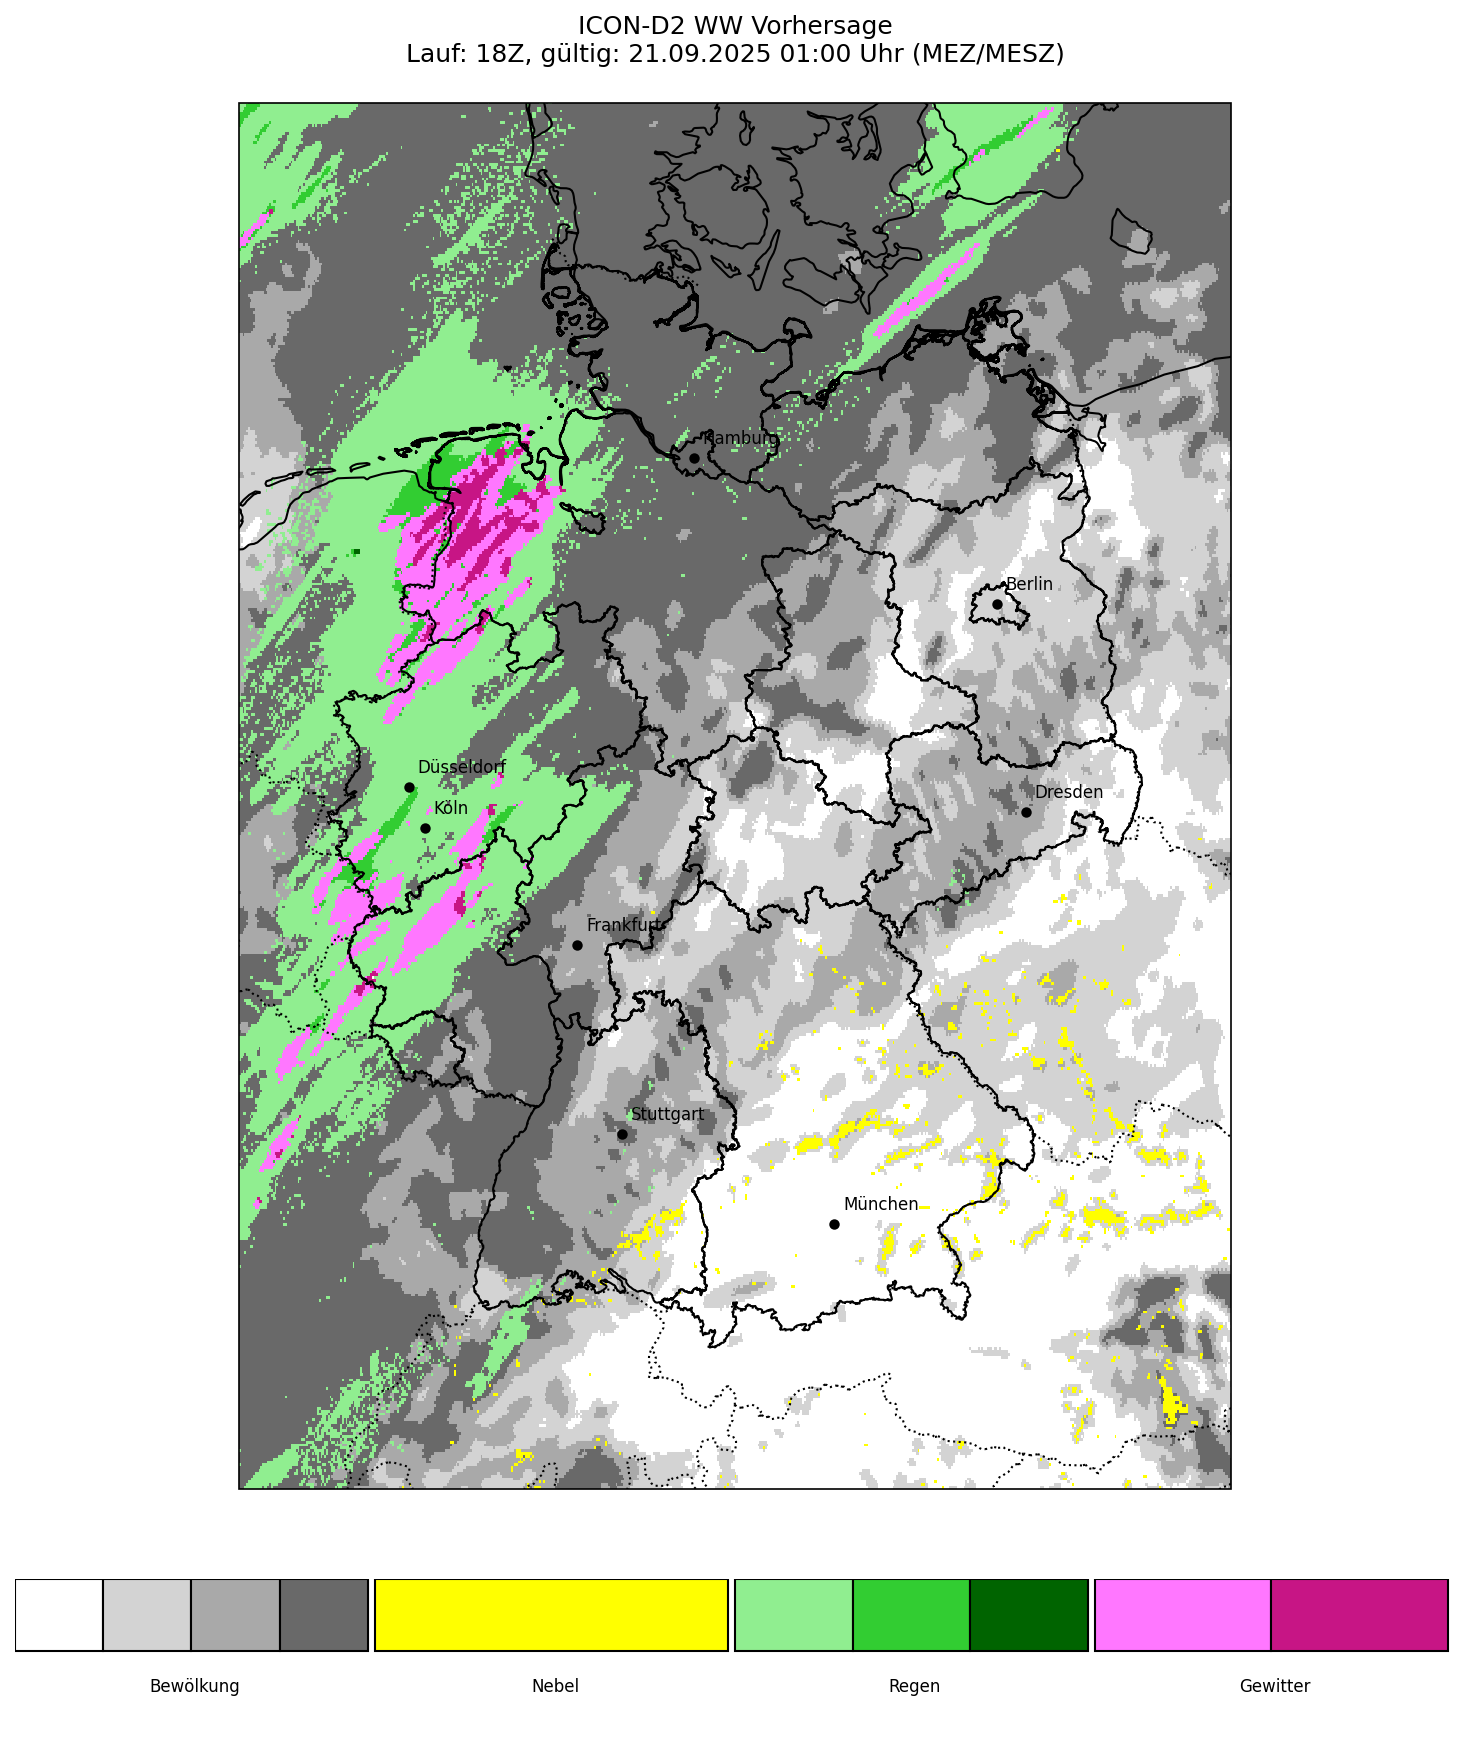 ICON-D2 WW Vorhersage
Lauf: 18Z, gültig: 21.09.2025 01:00 Uhr (MEZ/MESZ)
Hamburg
Berlin
Düsseldorf
Dresden
Köln
Frankfurt
Stuttgart
München
Bewölkung
Nebel
Regen
Gewitter